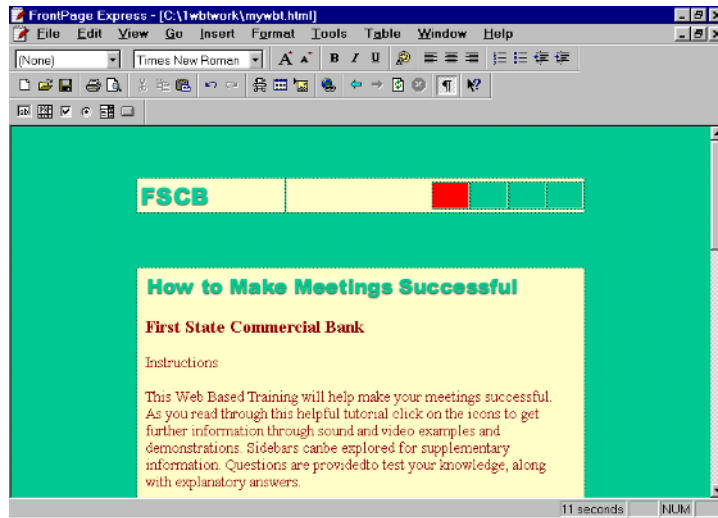 FrontPage Express - [C:\1wbtwork\mywbt.html]
File Edit View Go Insert Format Tools Table Window Help
(None) Times New Roman A A B I U
FSCB
How to Make Meetings Successful
First State Commercial Bank
Instructions
This Web Based Training will help make your meetings successful.
As you read through this helpful tutorial click on the icons to get
further information through sound and video examples and
demonstrations. Sidebars canbe explored for supplementary
information. Questions are providedto test your knowledge, along
with explanatory answers.
11 seconds NUM